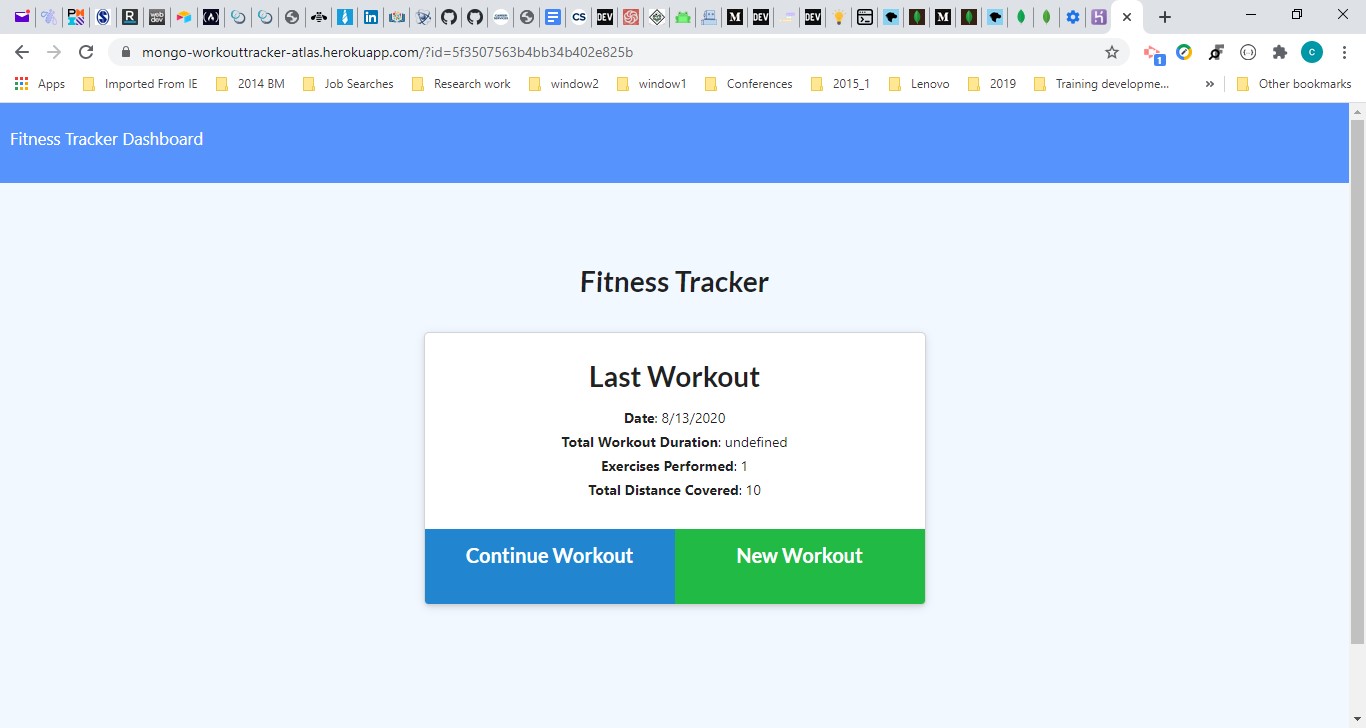 mongo-workouttracker-atlas.herokuapp.com/?id=5f3507563b4bb34b402e825b
Apps Imported From IE 2014 BM Job Searches Research work window2 window1 Conferences 2015_1 Lenovo 2019 Training developme... » Other bookmarks
Fitness Tracker Dashboard
Fitness Tracker
Last Workout
Date: 8/13/2020
Total Workout Duration: undefined
Exercises Performed: 1
Total Distance Covered: 10
Continue Workout New Workout